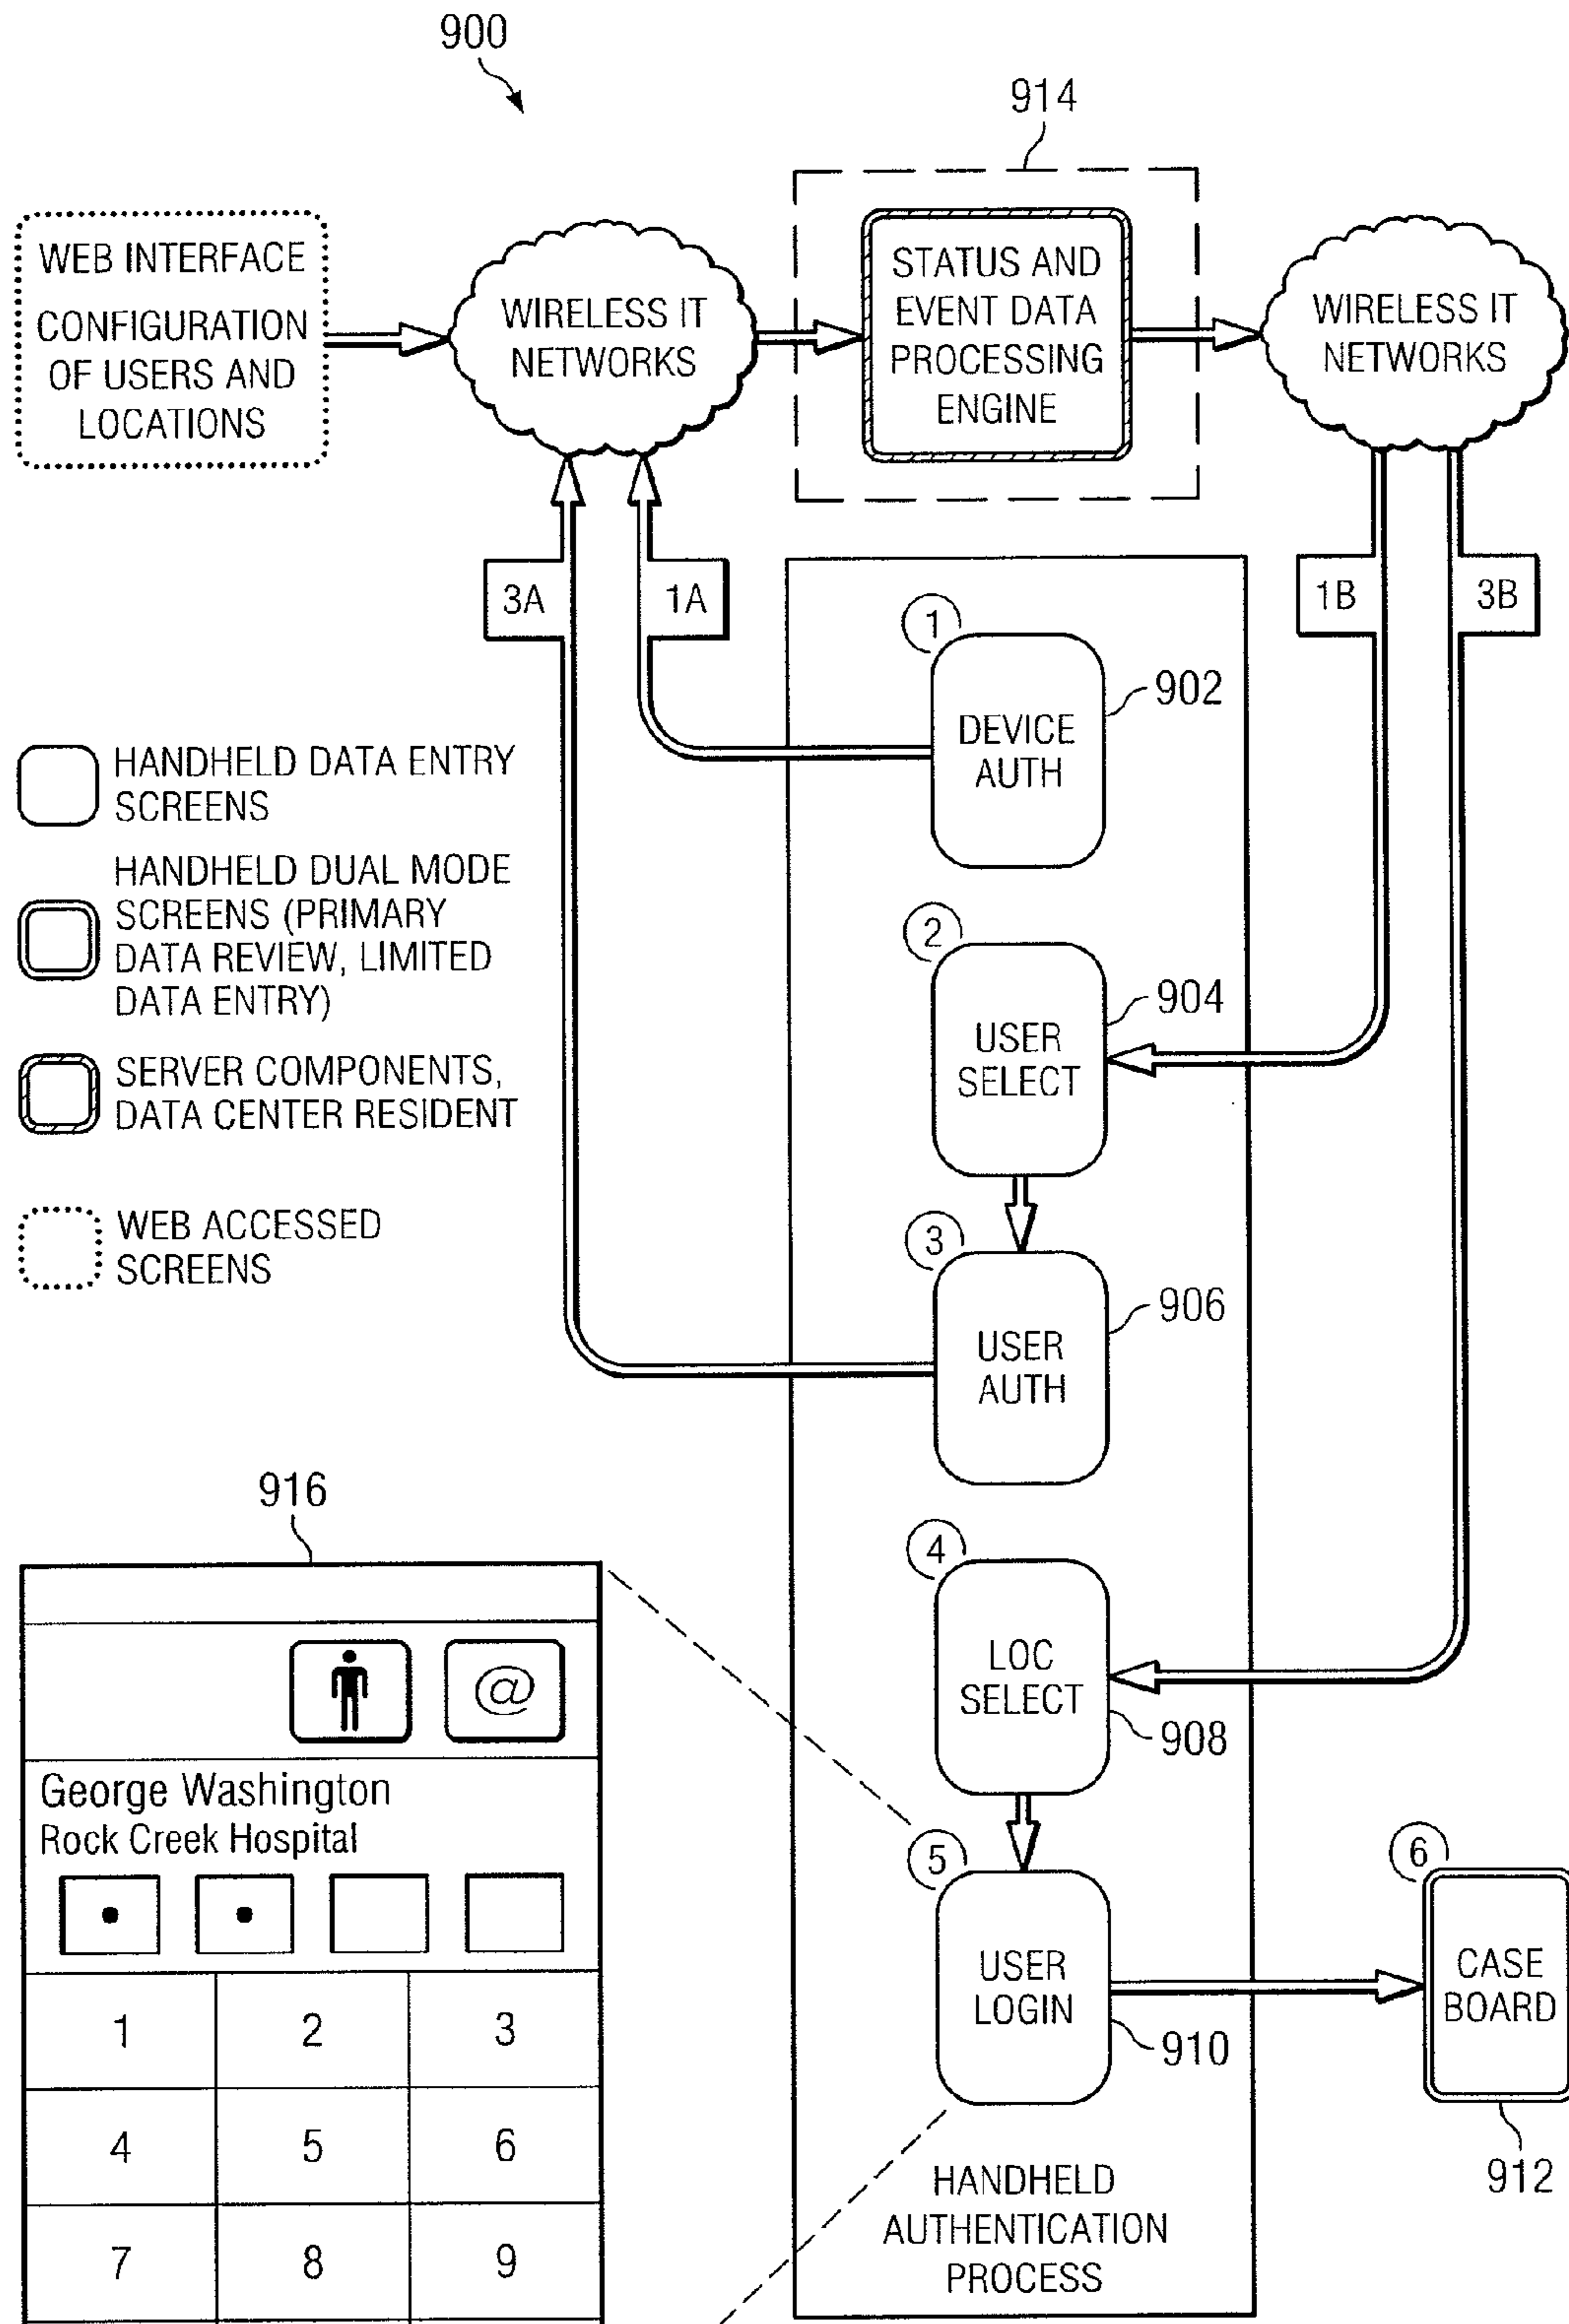 900
914
WEB INTERFACE
CONFIGURATION
OF USERS AND
LOCATIONS
WIRELESS IT
NETWORKS
STATUS AND
EVENT DATA
PROCESSING
ENGINE
WIRELESS IT
NETWORKS
3A
1A
1B
3B
1
DEVICE
AUTH
902
HANDHELD DATA ENTRY
SCREENS
HANDHELD DUAL MODE
SCREENS (PRIMARY
DATA REVIEW, LIMITED
DATA ENTRY)
SERVER COMPONENTS,
DATA CENTER RESIDENT
WEB ACCESSED
SCREENS
2
USER
SELECT
904
3
USER
AUTH
906
4
LOC
SELECT
908
5
USER
LOGIN
910
6
CASE
BOARD
912
HANDHELD
AUTHENTICATION
PROCESS
916
@
George Washington
Rock Creek Hospital
1 2 3
4 5 6
7 8 9